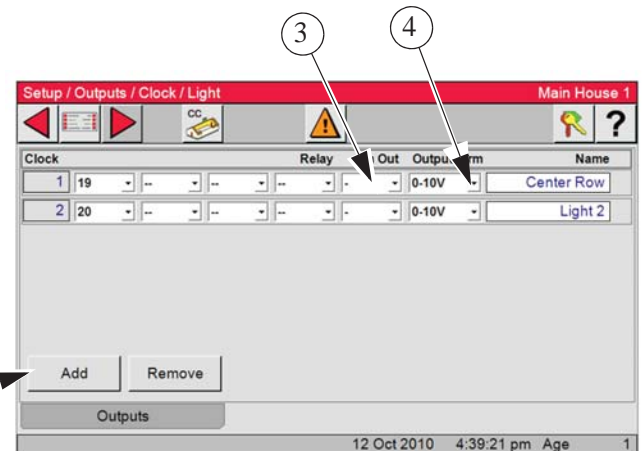 3 4
Setup / Outputs / Clock / Light Main House 1
CC
?
Clock Relay Out Output Name
1 19 -- -- -- - 0-10V Center Row
2 20 -- -- -- - 0-10V Light 2
Add Remove
Outputs
12 Oct 2010 4:39:21 pm Age 1